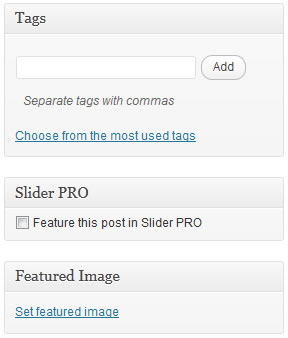 Tags
Add
Separate tags with commas
Choose from the most used tags
Slider PRO
Feature this post in Slider PRO
Featured Image
Set featured image